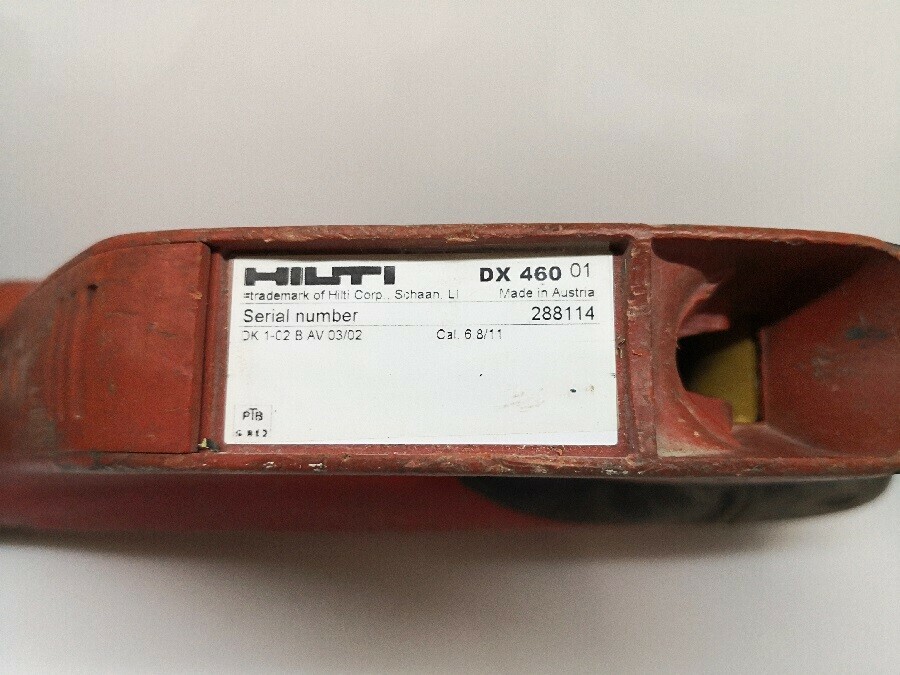 HILTI DX 460 01
=trademark of Hilti Corp., Schaan, LI Made in Austria
Serial number 288114
DK 1-02 B AV 03/02 Cal. 6.8/11
PTB
S 812